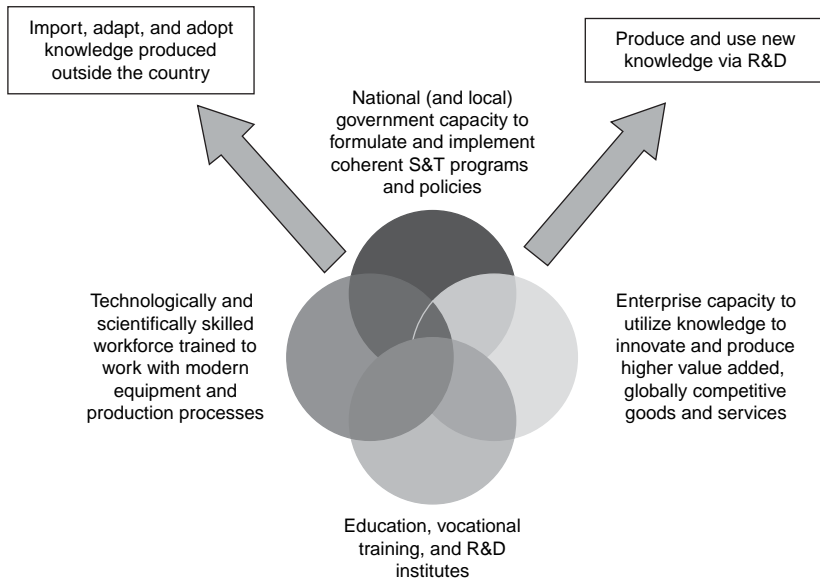 Import, adapt, and adopt
knowledge produced
outside the country
Produce and use new
knowledge via R&D
National (and local)
government capacity to
formulate and implement
coherent S&T programs
and policies
Technologically and
scientifically skilled
workforce trained to
work with modern
equipment and
production processes
Enterprise capacity to
utilize knowledge to
innovate and produce
higher value added,
globally competitive
goods and services
Education, vocational
training, and R&D
institutes